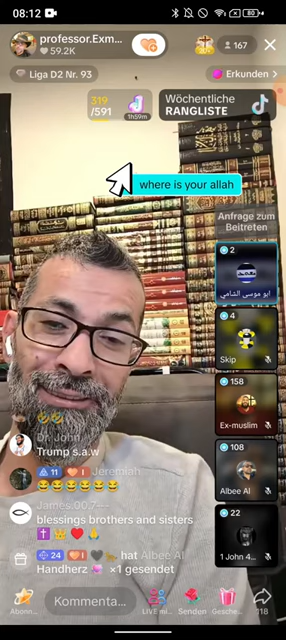 08:12
80
professor.Exm...
59.2K
167
Liga D2 Nr. 93
Erkunden
319
/591
1h59m
Wöchentliche
RANGLISTE
where is your allah
Anfrage zum
Beitreten
2
ابو موسى الشامي
4
Skip
158
Ex-muslim
108
Albee Al
22
1 John 4...
Dr. John
Trump s.a.w
11 I Jeremiah
James.00.7
blessings brothers and sisters
24 I hat Albee Al
Handherz ×1 gesendet
Abonn...
Kommenta...
LIVE mi...
Senden
Gesche...
118